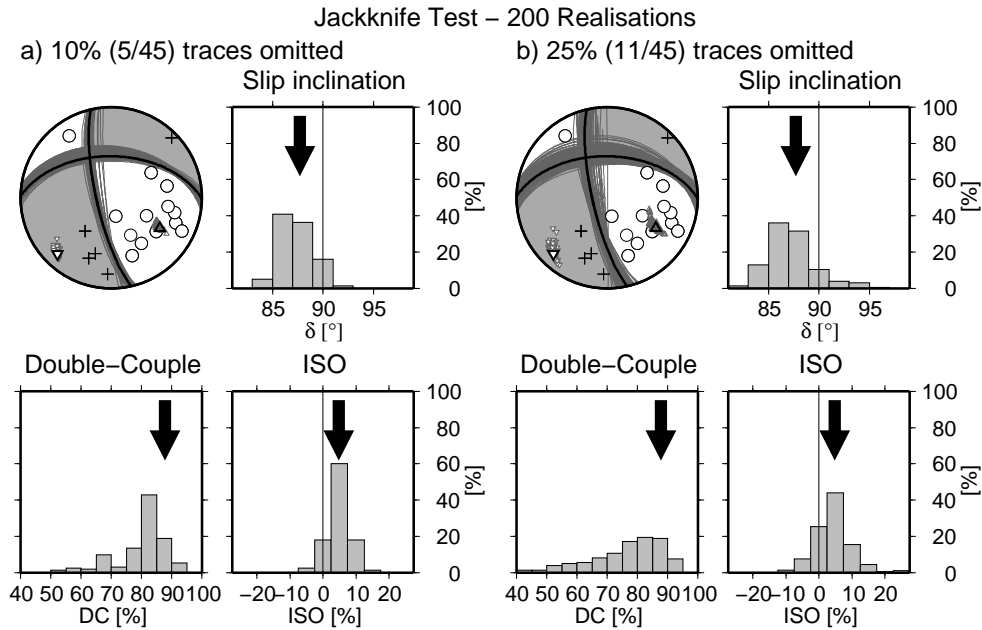 Jackknife Test − 200 Realisations
a) 10% (5/45) traces omitted
b) 25% (11/45) traces omitted
Slip inclination
Slip inclination
0
20
40
60
80
100
[%]
85 90 95
δ [°]
0
20
40
60
80
100
[%]
85 90 95
δ [°]
Double−Couple
ISO
Double−Couple
ISO
40 50 60 70 80 90 100
DC [%]
0
20
40
60
80
100
[%]
−20 −10 0 10 20
ISO [%]
40 50 60 70 80 90 100
DC [%]
0
20
40
60
80
100
[%]
−20 −10 0 10 20
ISO [%]